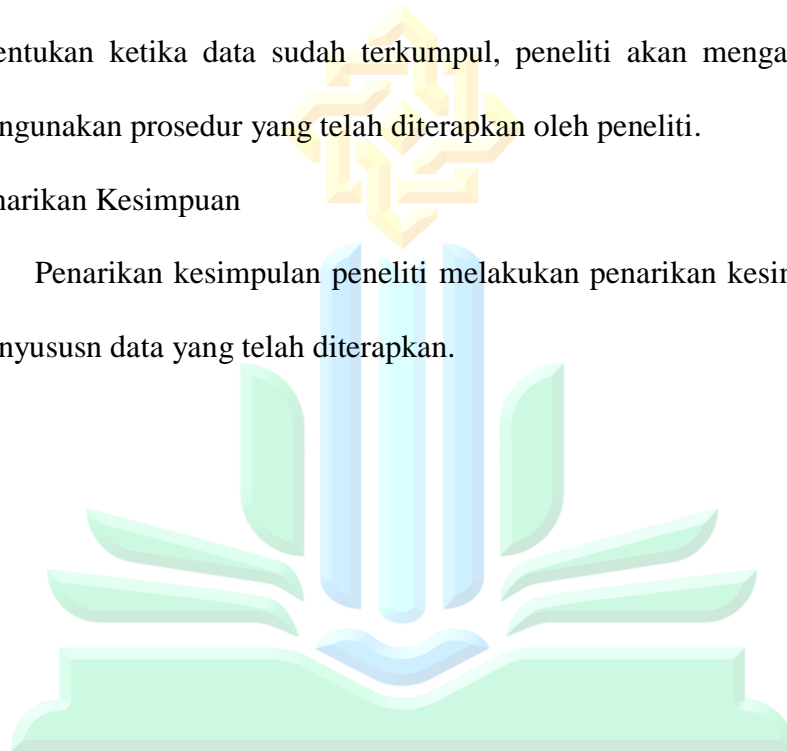 entukan ketika data sudah terkumpul, peneliti akan menga
ngunakan prosedur yang telah diterapkan oleh peneliti.
narikan Kesimpuan
Penarikan kesimpulan peneliti melakukan penarikan kesin
nyususn data yang telah diterapkan.